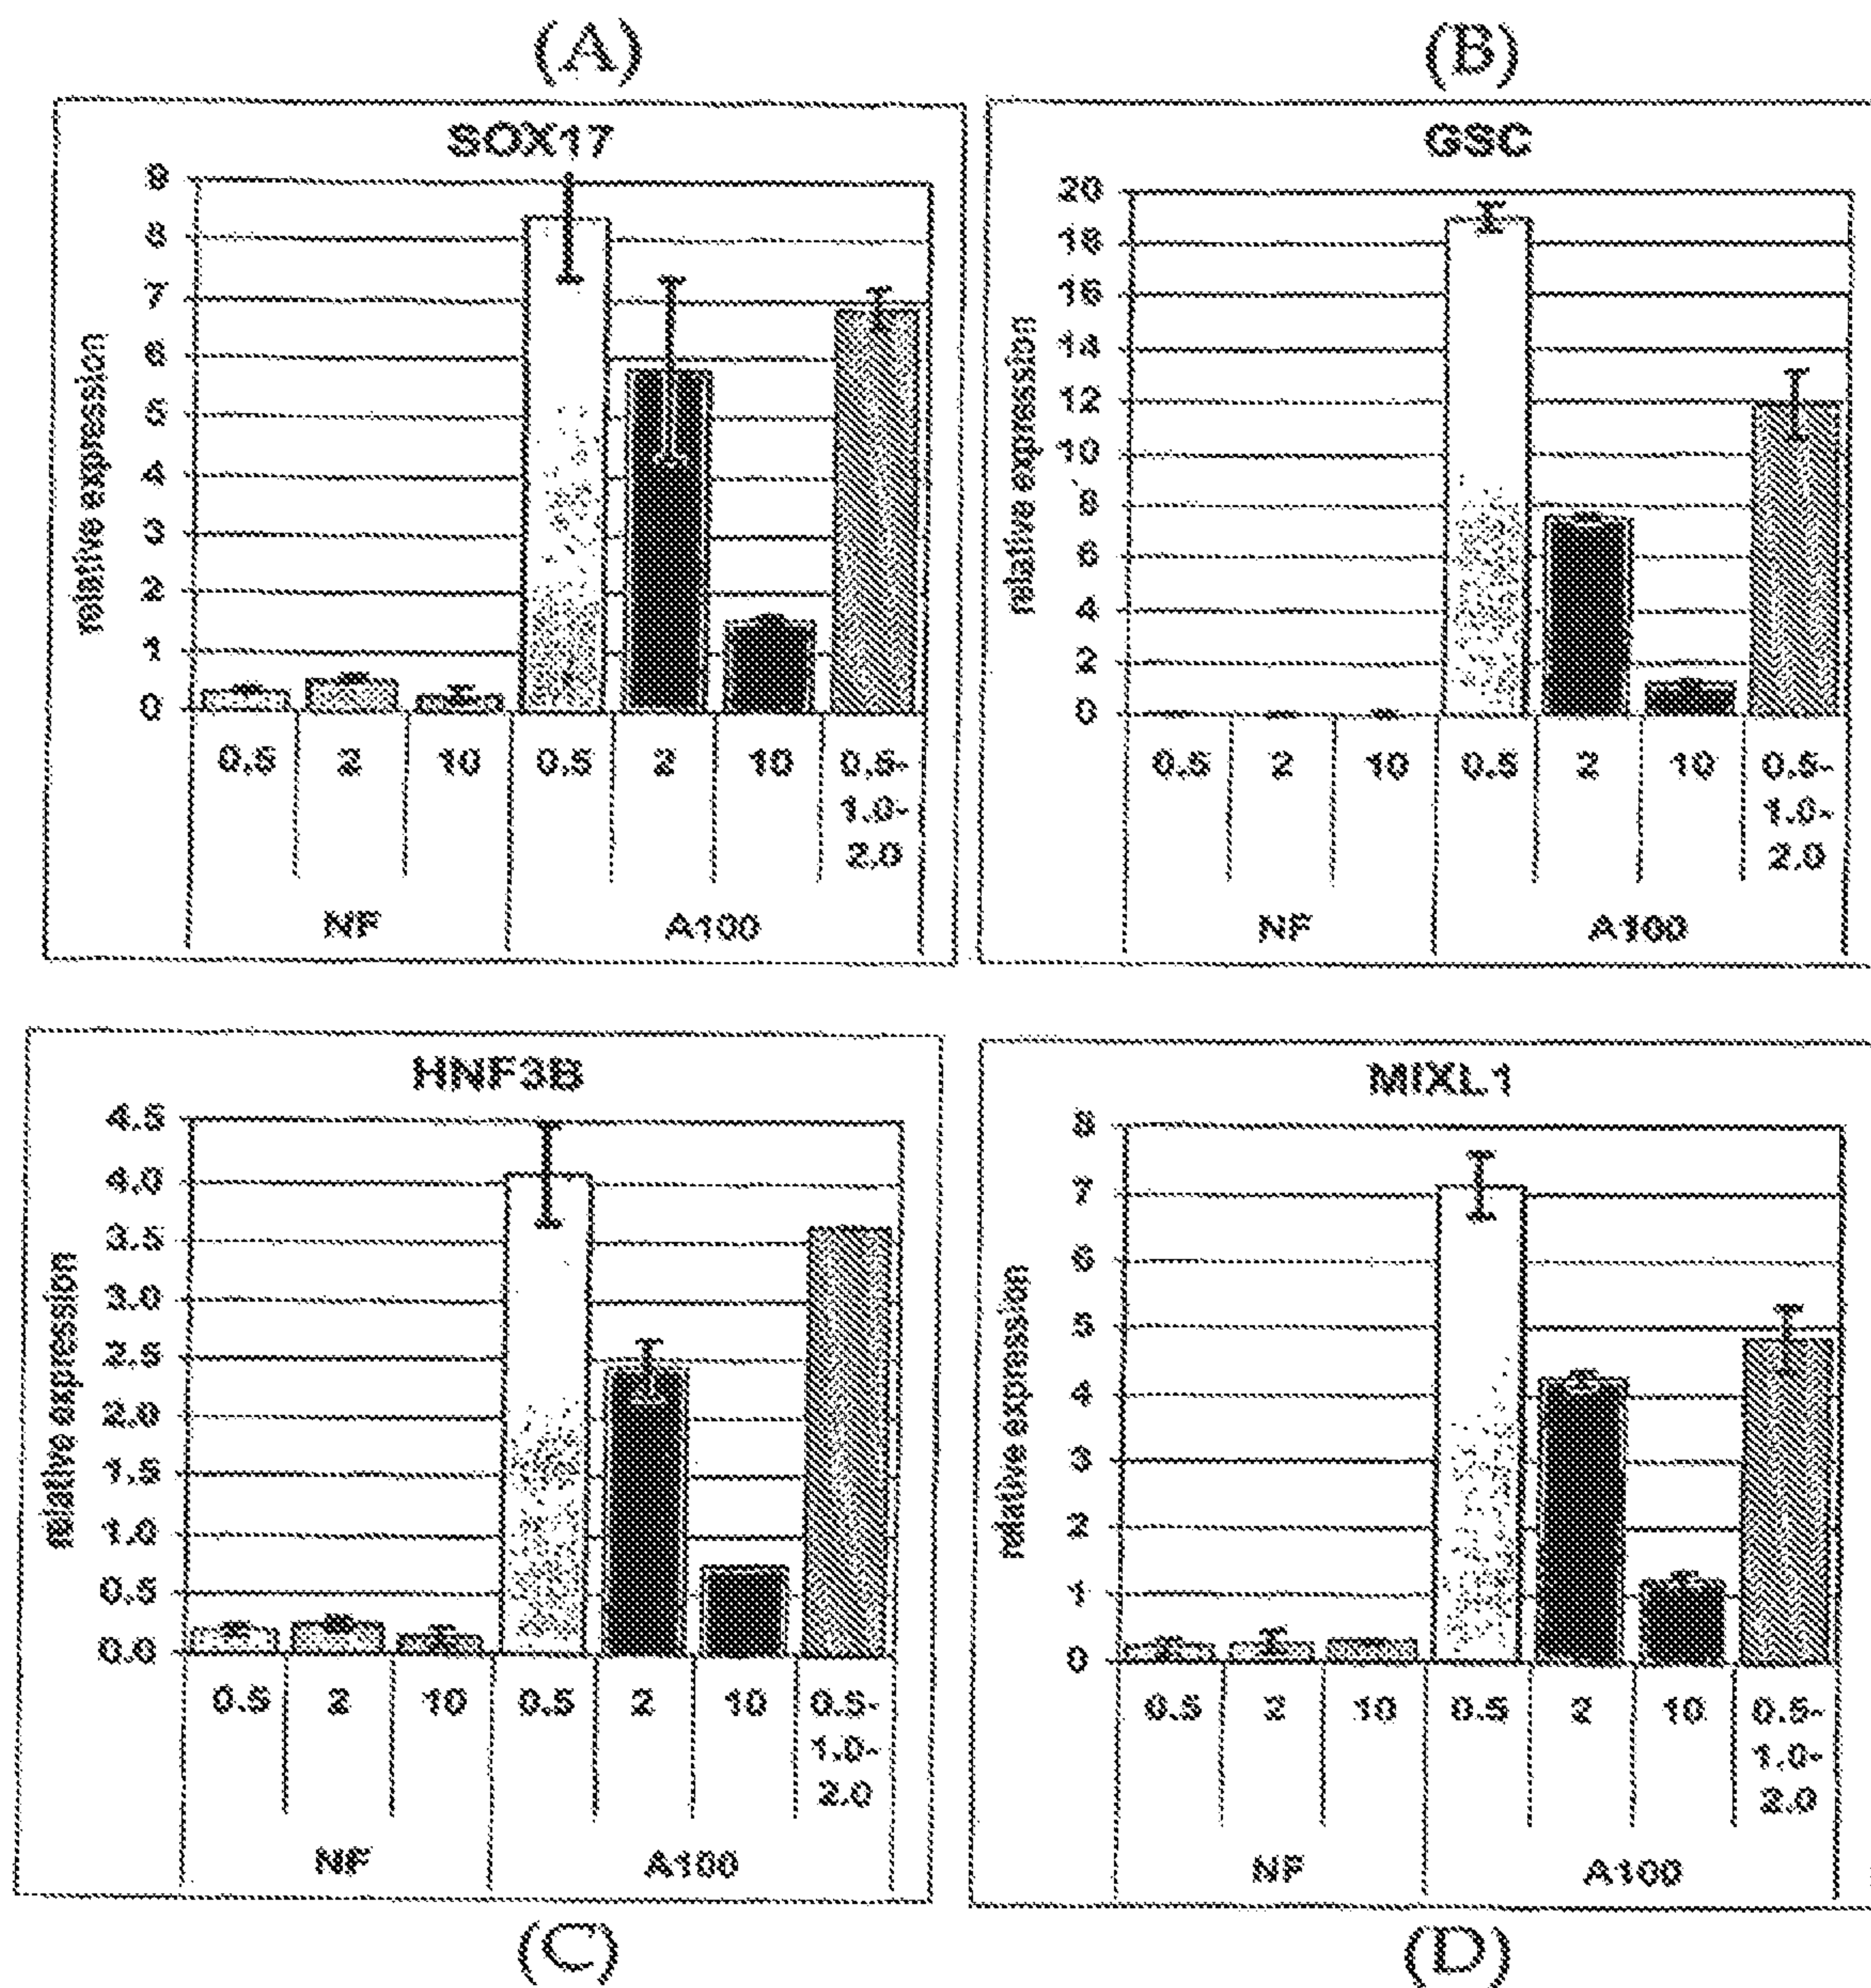 (A)
SOX17
relative expression
9
8
7
6
5
4
3
2
1
0
0.5 2 10 0.5 2 10 0.5-
1.0-
2.0
NF A100
(B)
GSC
relative expression
20
18
16
14
12
10
8
6
4
2
0
0.5 2 10 0.5 2 10 0.5-
1.0-
2.0
NF A100
HNF3B
relative expression
4.5
4.0
3.5
3.0
2.5
2.0
1.5
1.0
0.5
0.0
0.5 2 10 0.5 2 10 0.5-
1.0-
2.0
NF A100
(C)
MIXL1
relative expression
8
7
6
5
4
3
2
1
0
0.5 2 10 0.5 2 10 0.5-
1.0-
2.0
NF A100
(D)